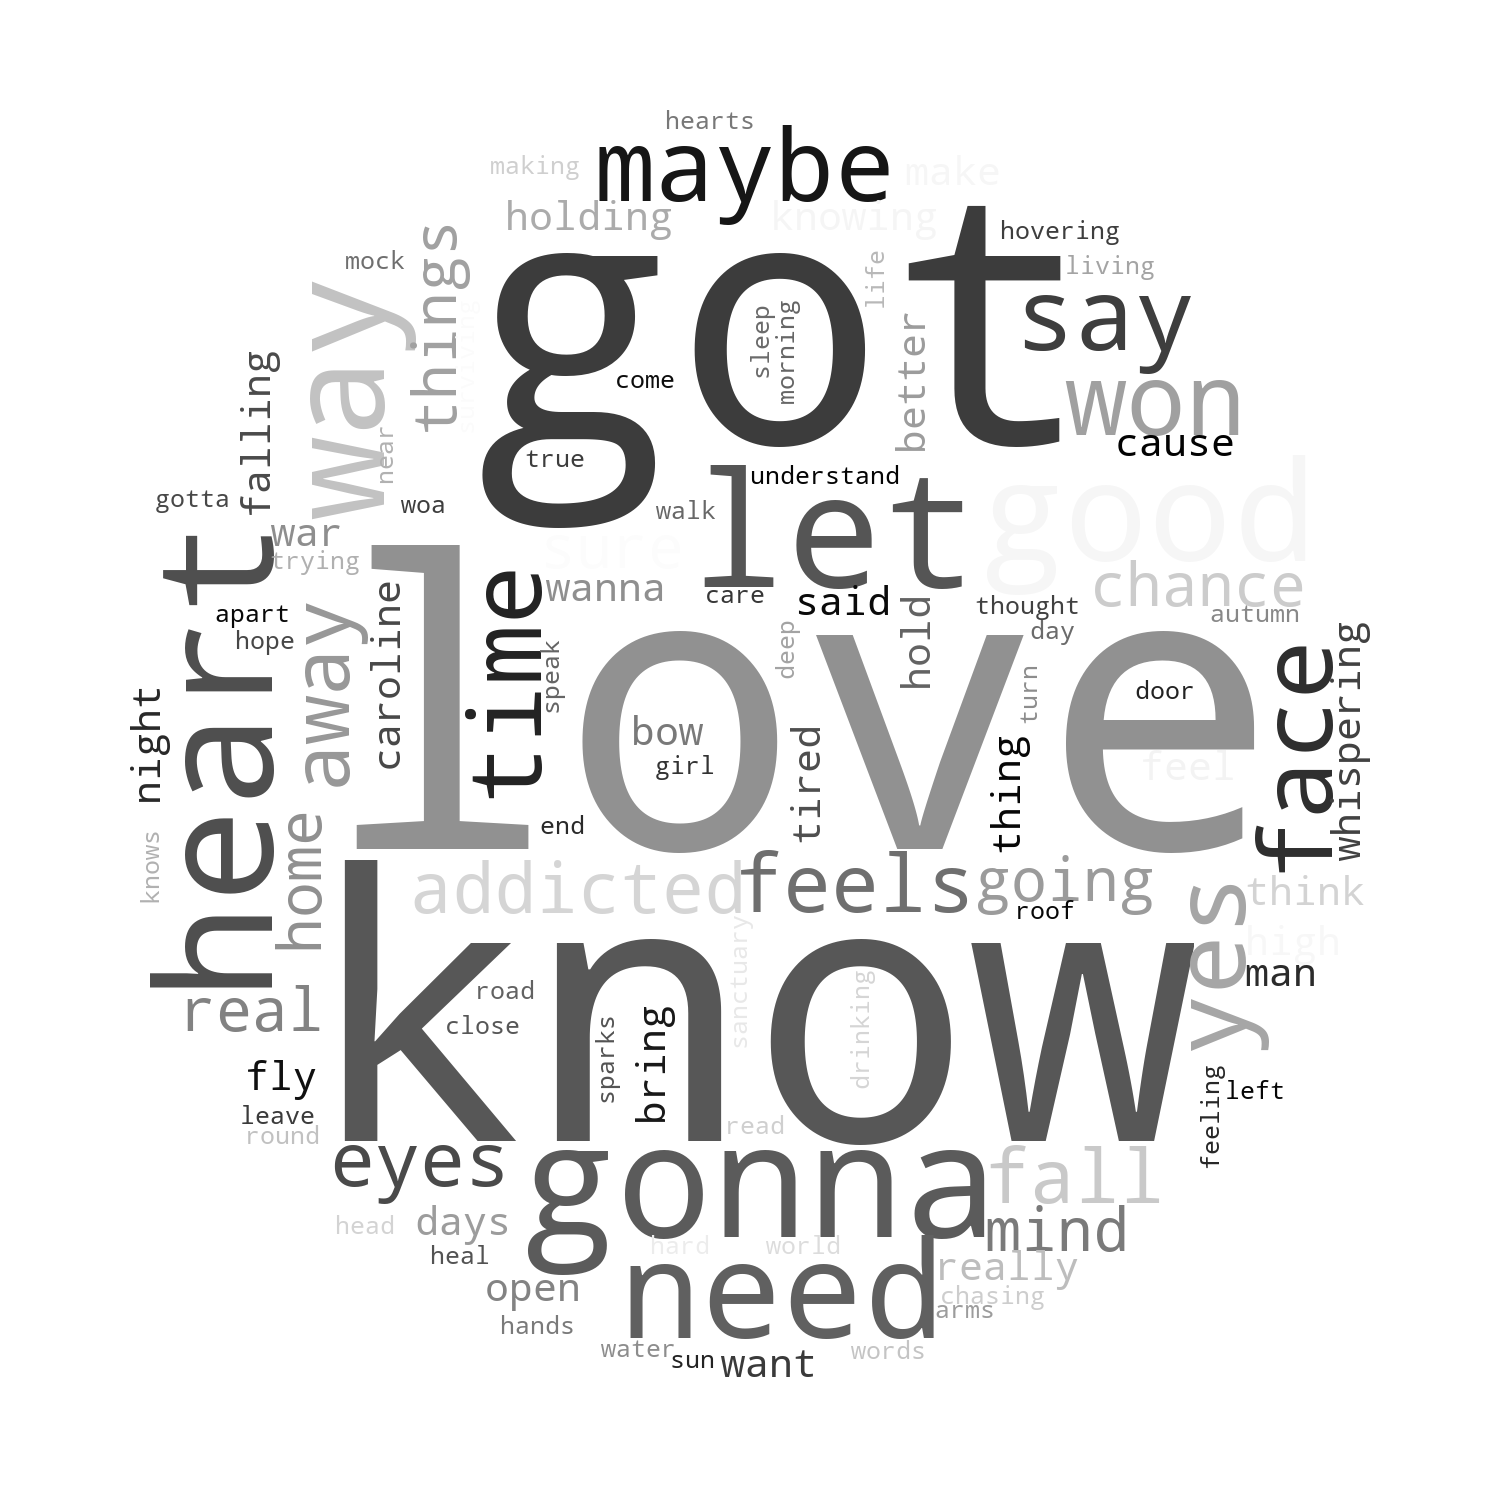 hearts
maybe
making
make
holding
knowing
got
hovering
mock
things
life
living
way
say
surviving
sleep
morning
better
falling
come
won
near
cause
true
understand
good
gotta
woa
walk
let
heart
war
sure
trying
wanna
chance
care
said
hold
thought
autumn
apart
away
caroline
time
love
day
hope
deep
face
whispering
speak
turn
night
door
bow
tired
girl
thing
feel
home
end
knows
addicted
feels
going
yes
think
roof
know
sanctuary
high
man
real
road
drinking
close
sparks
bring
fly
feeling
left
leave
round
read
eyes
gonna
fall
head
days
mind
heal
hard
world
need
really
open
chasing
arms
hands
water
sun
want
words